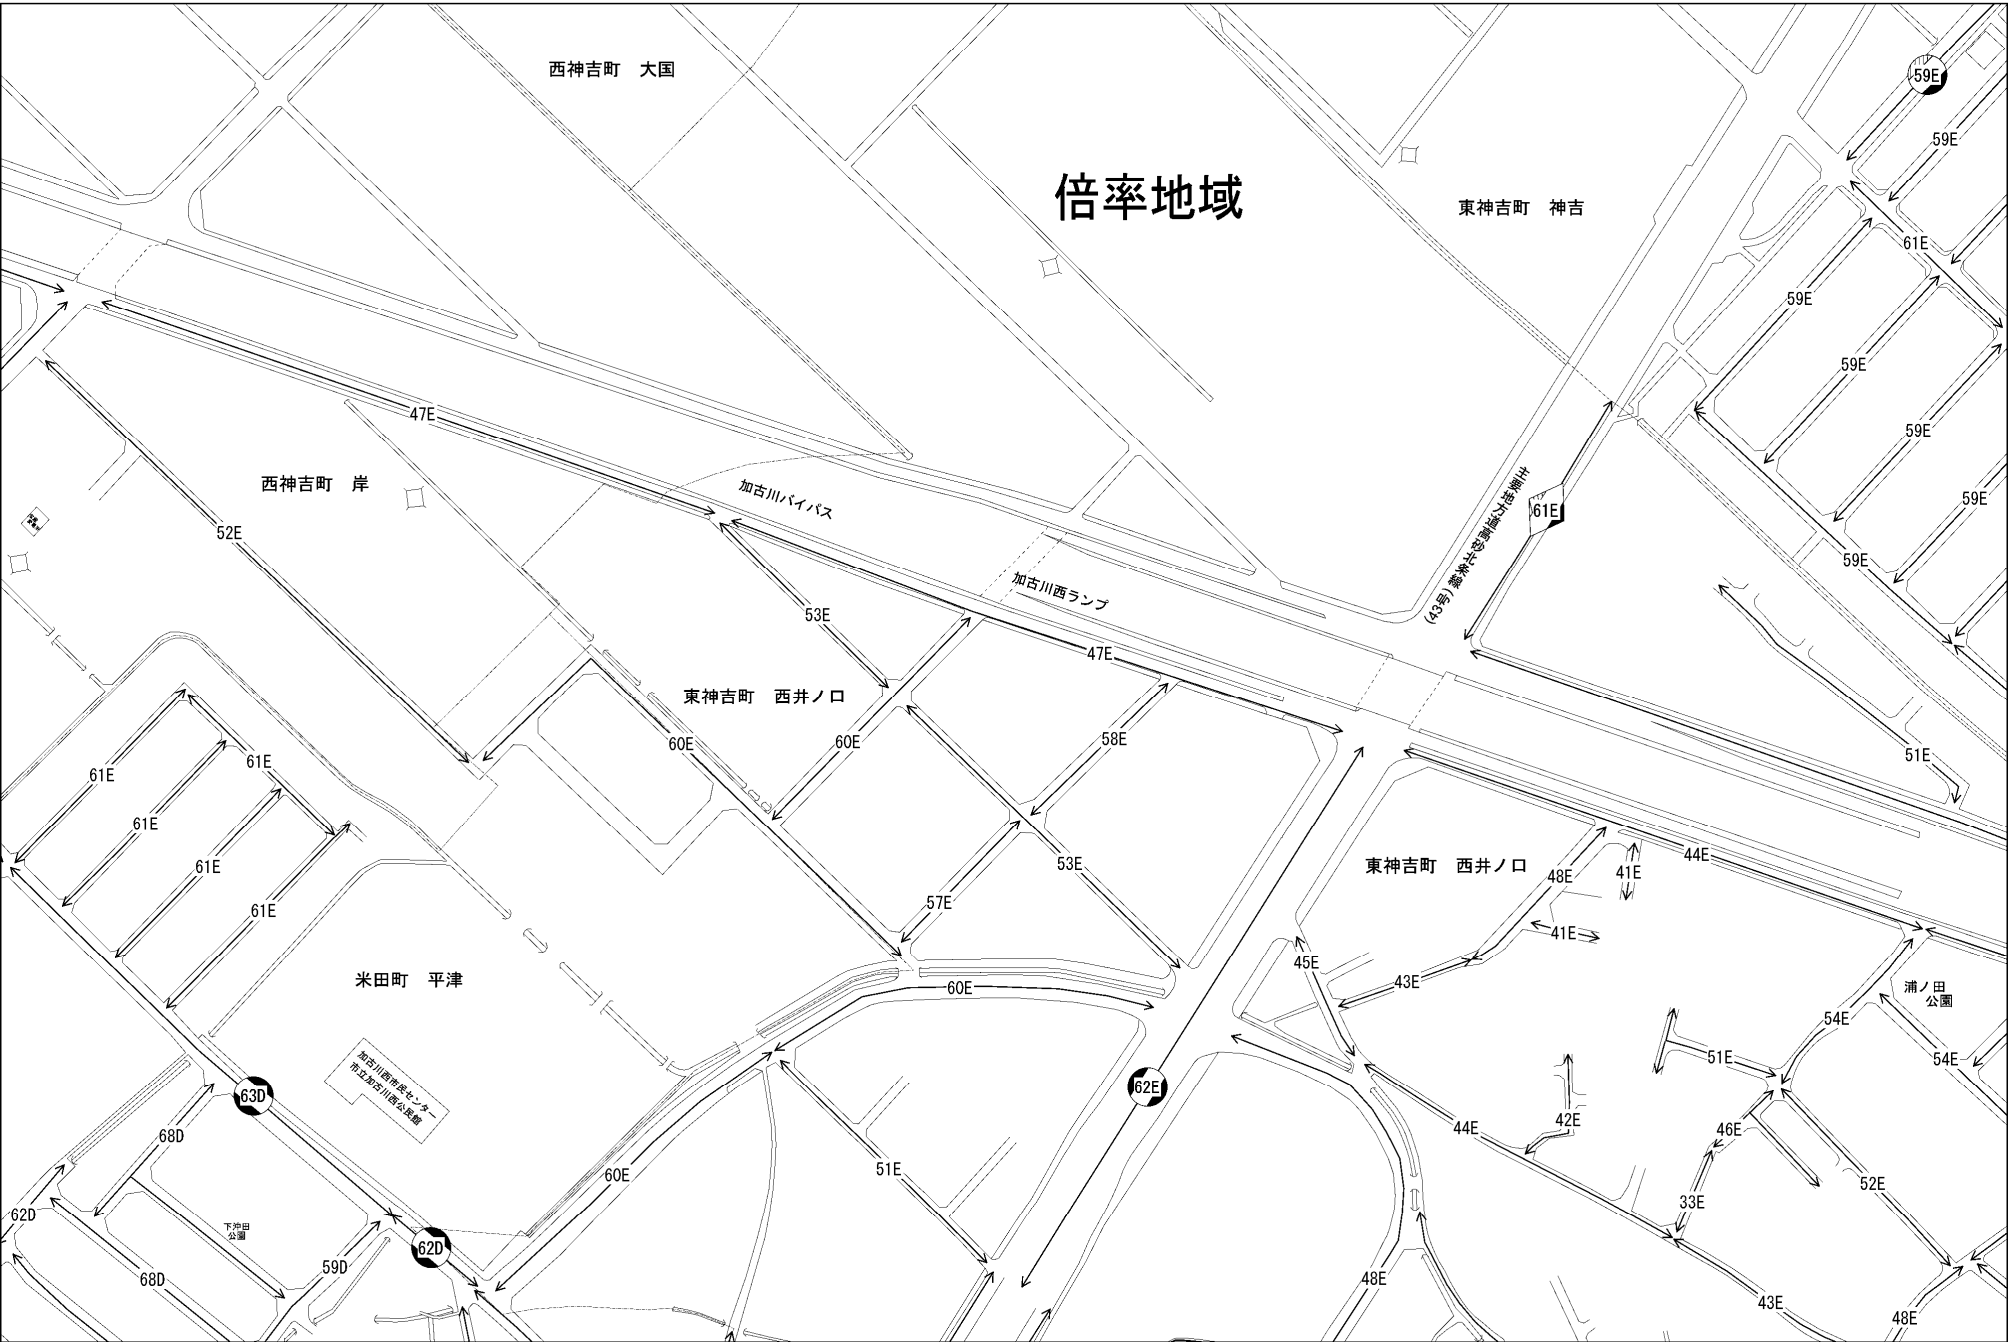 西神吉町　大国
59E
59E
倍率地域
東神吉町　神吉
61E
59E
59E
47E
59E
西神吉町　岸
加古川バイパス
主要地方道高砂北条線
(43号)
61E
59E
52E
59E
加古川西ランプ
53E
47E
東神吉町　西井ノ口
60E
60E
58E
51E
61E
61E
61E
61E
61E
53E
57E
東神吉町　西井ノ口
48E
41E
44E
41E
米田町　平津
60E
45E
43E
浦ノ田
公園
54E
54E
51E
加古川西市民センター
市立加古川西公民館
63D
62E
68D
44E
42E
46E
60E
51E
52E
33E
62D
下沖田
公園
62D
59D
68D
48E
43E
48E